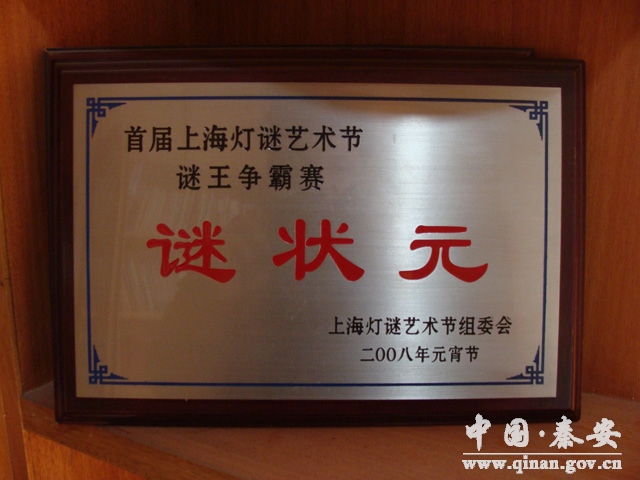 首届上海灯谜艺术节
谜王争霸赛
谜状元
上海灯谜艺术节组委会
二OO八年元宵节
中国·秦安
www.qinan.gov.cn